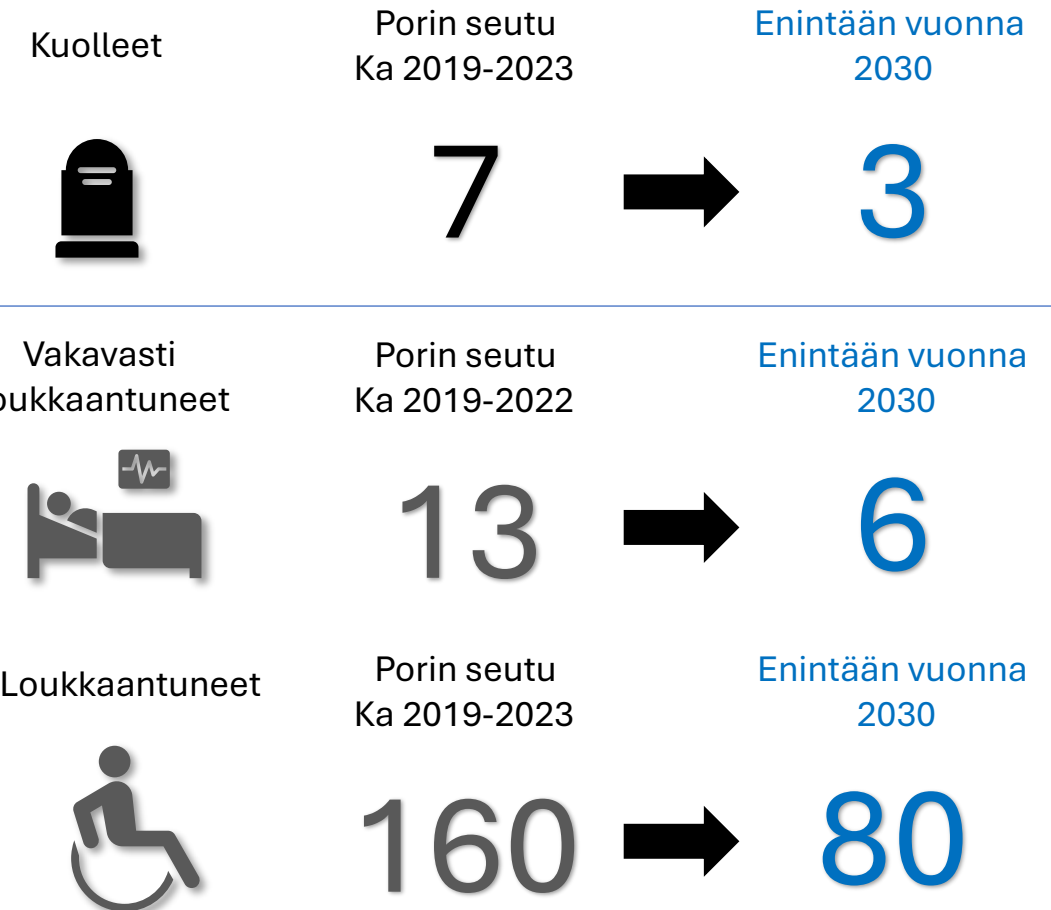 Kuolleet
Porin seutu
Ka 2019-2023
Enintään vuonna
2030
7
3
Vakavasti
oukkaantuneet
Porin seutu
Ka 2019-2022
Enintään vuonna
2030
13
6
Loukkaantuneet
Porin seutu
Ka 2019-2023
Enintään vuonna
2030
160
80